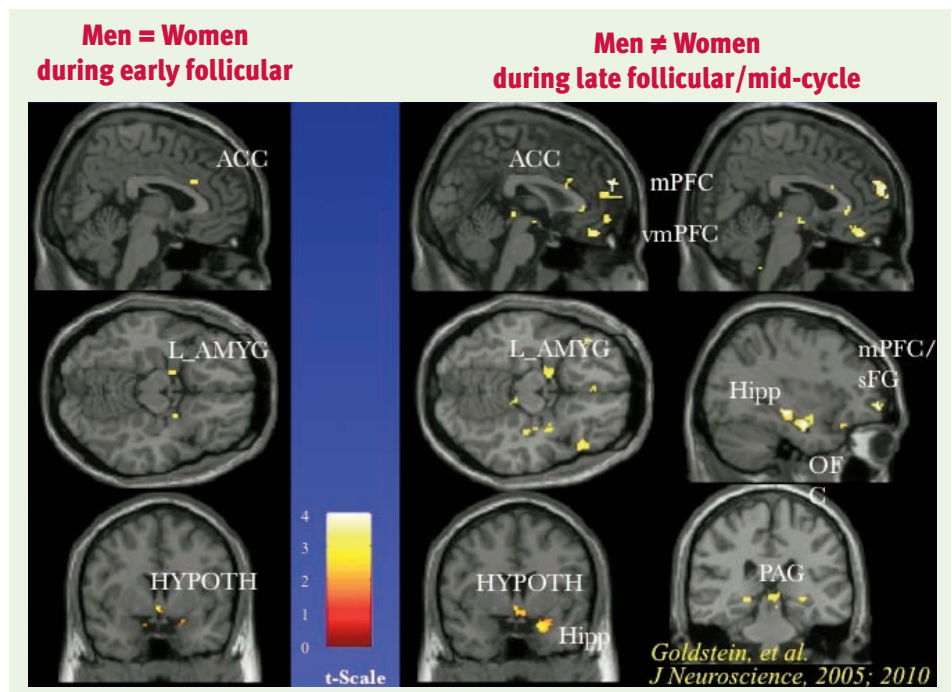 Men = Women
during early follicular
Men ≠ Women
during late follicular/mid-cycle
ACC
ACC
mPFC
vmPFC
L_AMYG
L_AMYG
mPFC/
sFG
Hipp
OF
C
HYPOTH
4
3
2
1
0
t-Scale
HYPOTH
Hipp
PAG
Goldstein, et al.
J Neuroscience, 2005; 2010